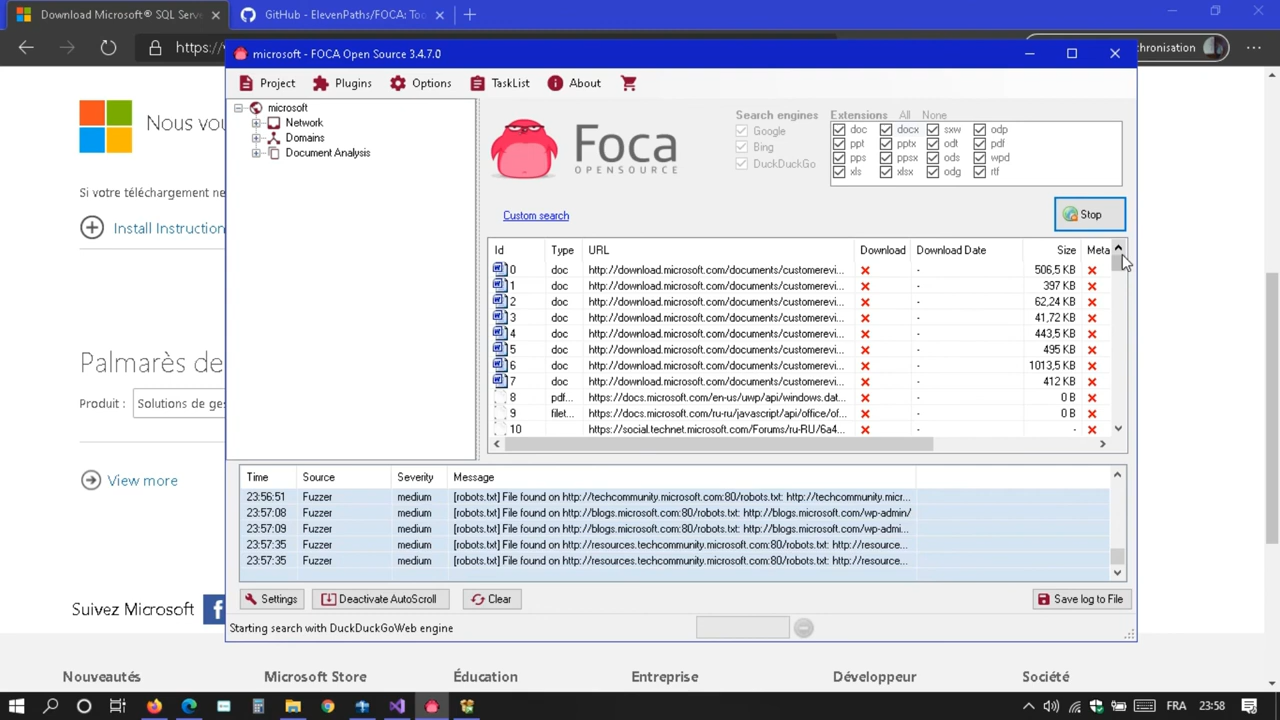 Download Microsoft® SQL Serve
GitHub - ElevenPaths/FOCA: Too
https://
microsoft - FOCA Open Source 3.4.7.0
hronisation
Project
Plugins
Options
TaskList
About
Nous vou
Si votre téléchargement ne
Install Instruction
Palmarès de
Produit :
Solutions de ges
View more
Suivez Microsoft
microsoft
Network
Domains
Document Analysis
Foca
OPENSOURCE
Search engines
Google
Bing
DuckDuckGo
Extensions All None
doc docx sxw odp
ppt pptx odt pdf
pps ppsx ods wpd
xls xlsx odg rtf
Custom search
Stop
Id Type URL Download Download Date Size Meta
0 doc http://download.microsoft.com/documents/customerevi... - 506,5 KB
1 doc http://download.microsoft.com/documents/customerevi... - 397 KB
2 doc http://download.microsoft.com/documents/customerevi... - 62,24 KB
3 doc http://download.microsoft.com/documents/customerevi... - 41,72 KB
4 doc http://download.microsoft.com/documents/customerevi... - 443,5 KB
5 doc http://download.microsoft.com/documents/customerevi... - 495 KB
6 doc http://download.microsoft.com/documents/customerevi... - 1013,5 KB
7 doc http://download.microsoft.com/documents/customerevi... - 412 KB
8 pdf... https://docs.microsoft.com/en-us/uwp/api/windows.dat... - 0 B
9 filet... https://docs.microsoft.com/ru-ru/javascript/api/office/of... - 0 B
10 https://social.technet.microsoft.com/Forums/ru-RU/6a4... - -
Time Source Severity Message
23:56:51 Fuzzer medium [robots.txt] File found on http://techcommunity.microsoft.com:80/robots.txt: http://techcommunity.micr...
23:57:08 Fuzzer medium [robots.txt] File found on http://blogs.microsoft.com:80/robots.txt: http://blogs.microsoft.com/wp-admin/
23:57:09 Fuzzer medium [robots.txt] File found on http://blogs.microsoft.com:80/robots.txt: http://blogs.microsoft.com/wp-admi...
23:57:35 Fuzzer medium [robots.txt] File found on http://resources.techcommunity.microsoft.com:80/robots.txt: http://resource...
23:57:35 Fuzzer medium [robots.txt] File found on http://resources.techcommunity.microsoft.com:80/robots.txt: http://resource...
Settings
Deactivate AutoScroll
Clear
Save log to File
Starting search with DuckDuckGoWeb engine
Nouveautés Microsoft Store Éducation Entreprise Développeur Société
FRA 23:58